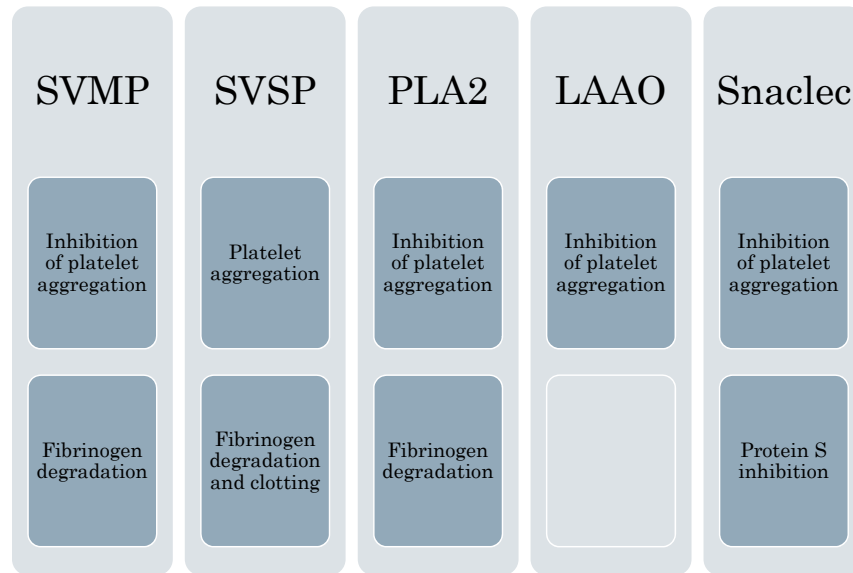 SVMP
Inhibition
of platelet
aggregation
Fibrinogen
degradation
SVSP
Platelet
aggregation
Fibrinogen
degradation
and clotting
PLA2
Inhibition
of platelet
aggregation
Fibrinogen
degradation
LAAO
Inhibition
of platelet
aggregation
Snaclec
Inhibition
of platelet
aggregation
Protein S
inhibition